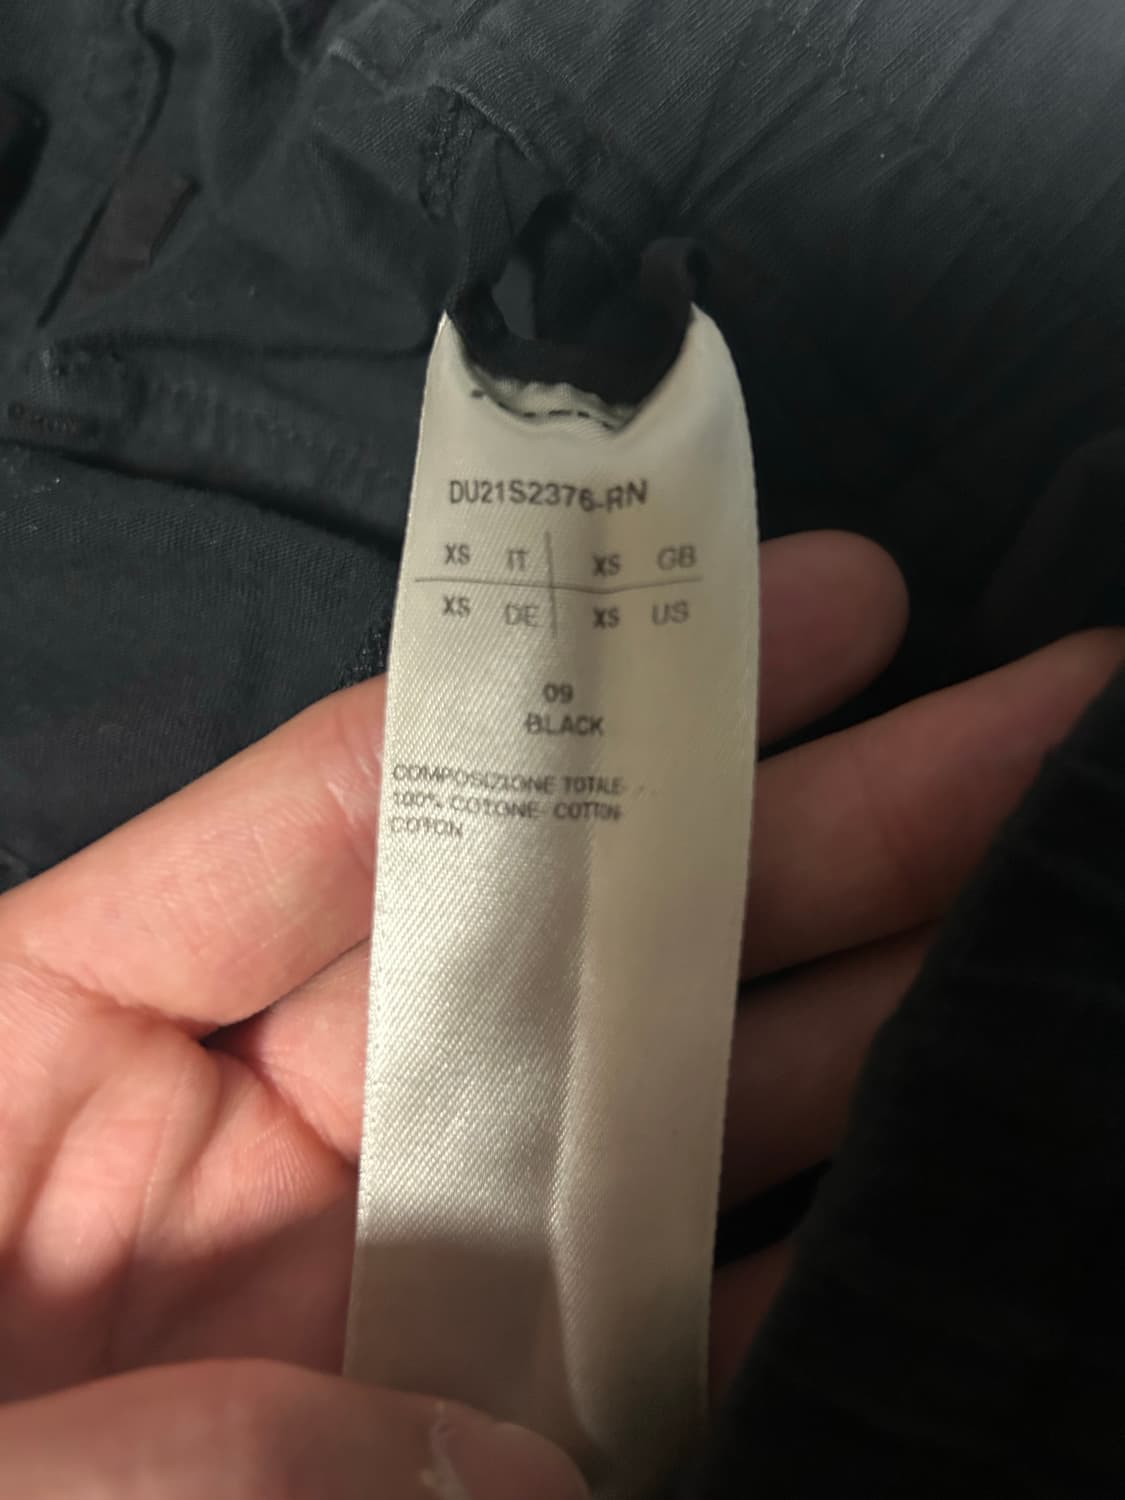 DU21S2376-RN
XS IT XS GB
XS DE XS US
09
BLACK
COMPOSIZIONE TOTALE-
100% COTONE- COTTON-
COTON